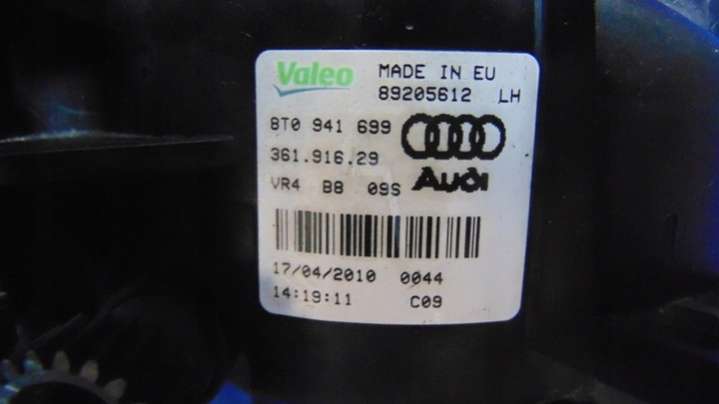 Valeo MADE IN EU
89205612 LH
8T0 941 699
361.916.29
VR4 B8 09S Audi
17/04/2010 0044
14:19:11 C09